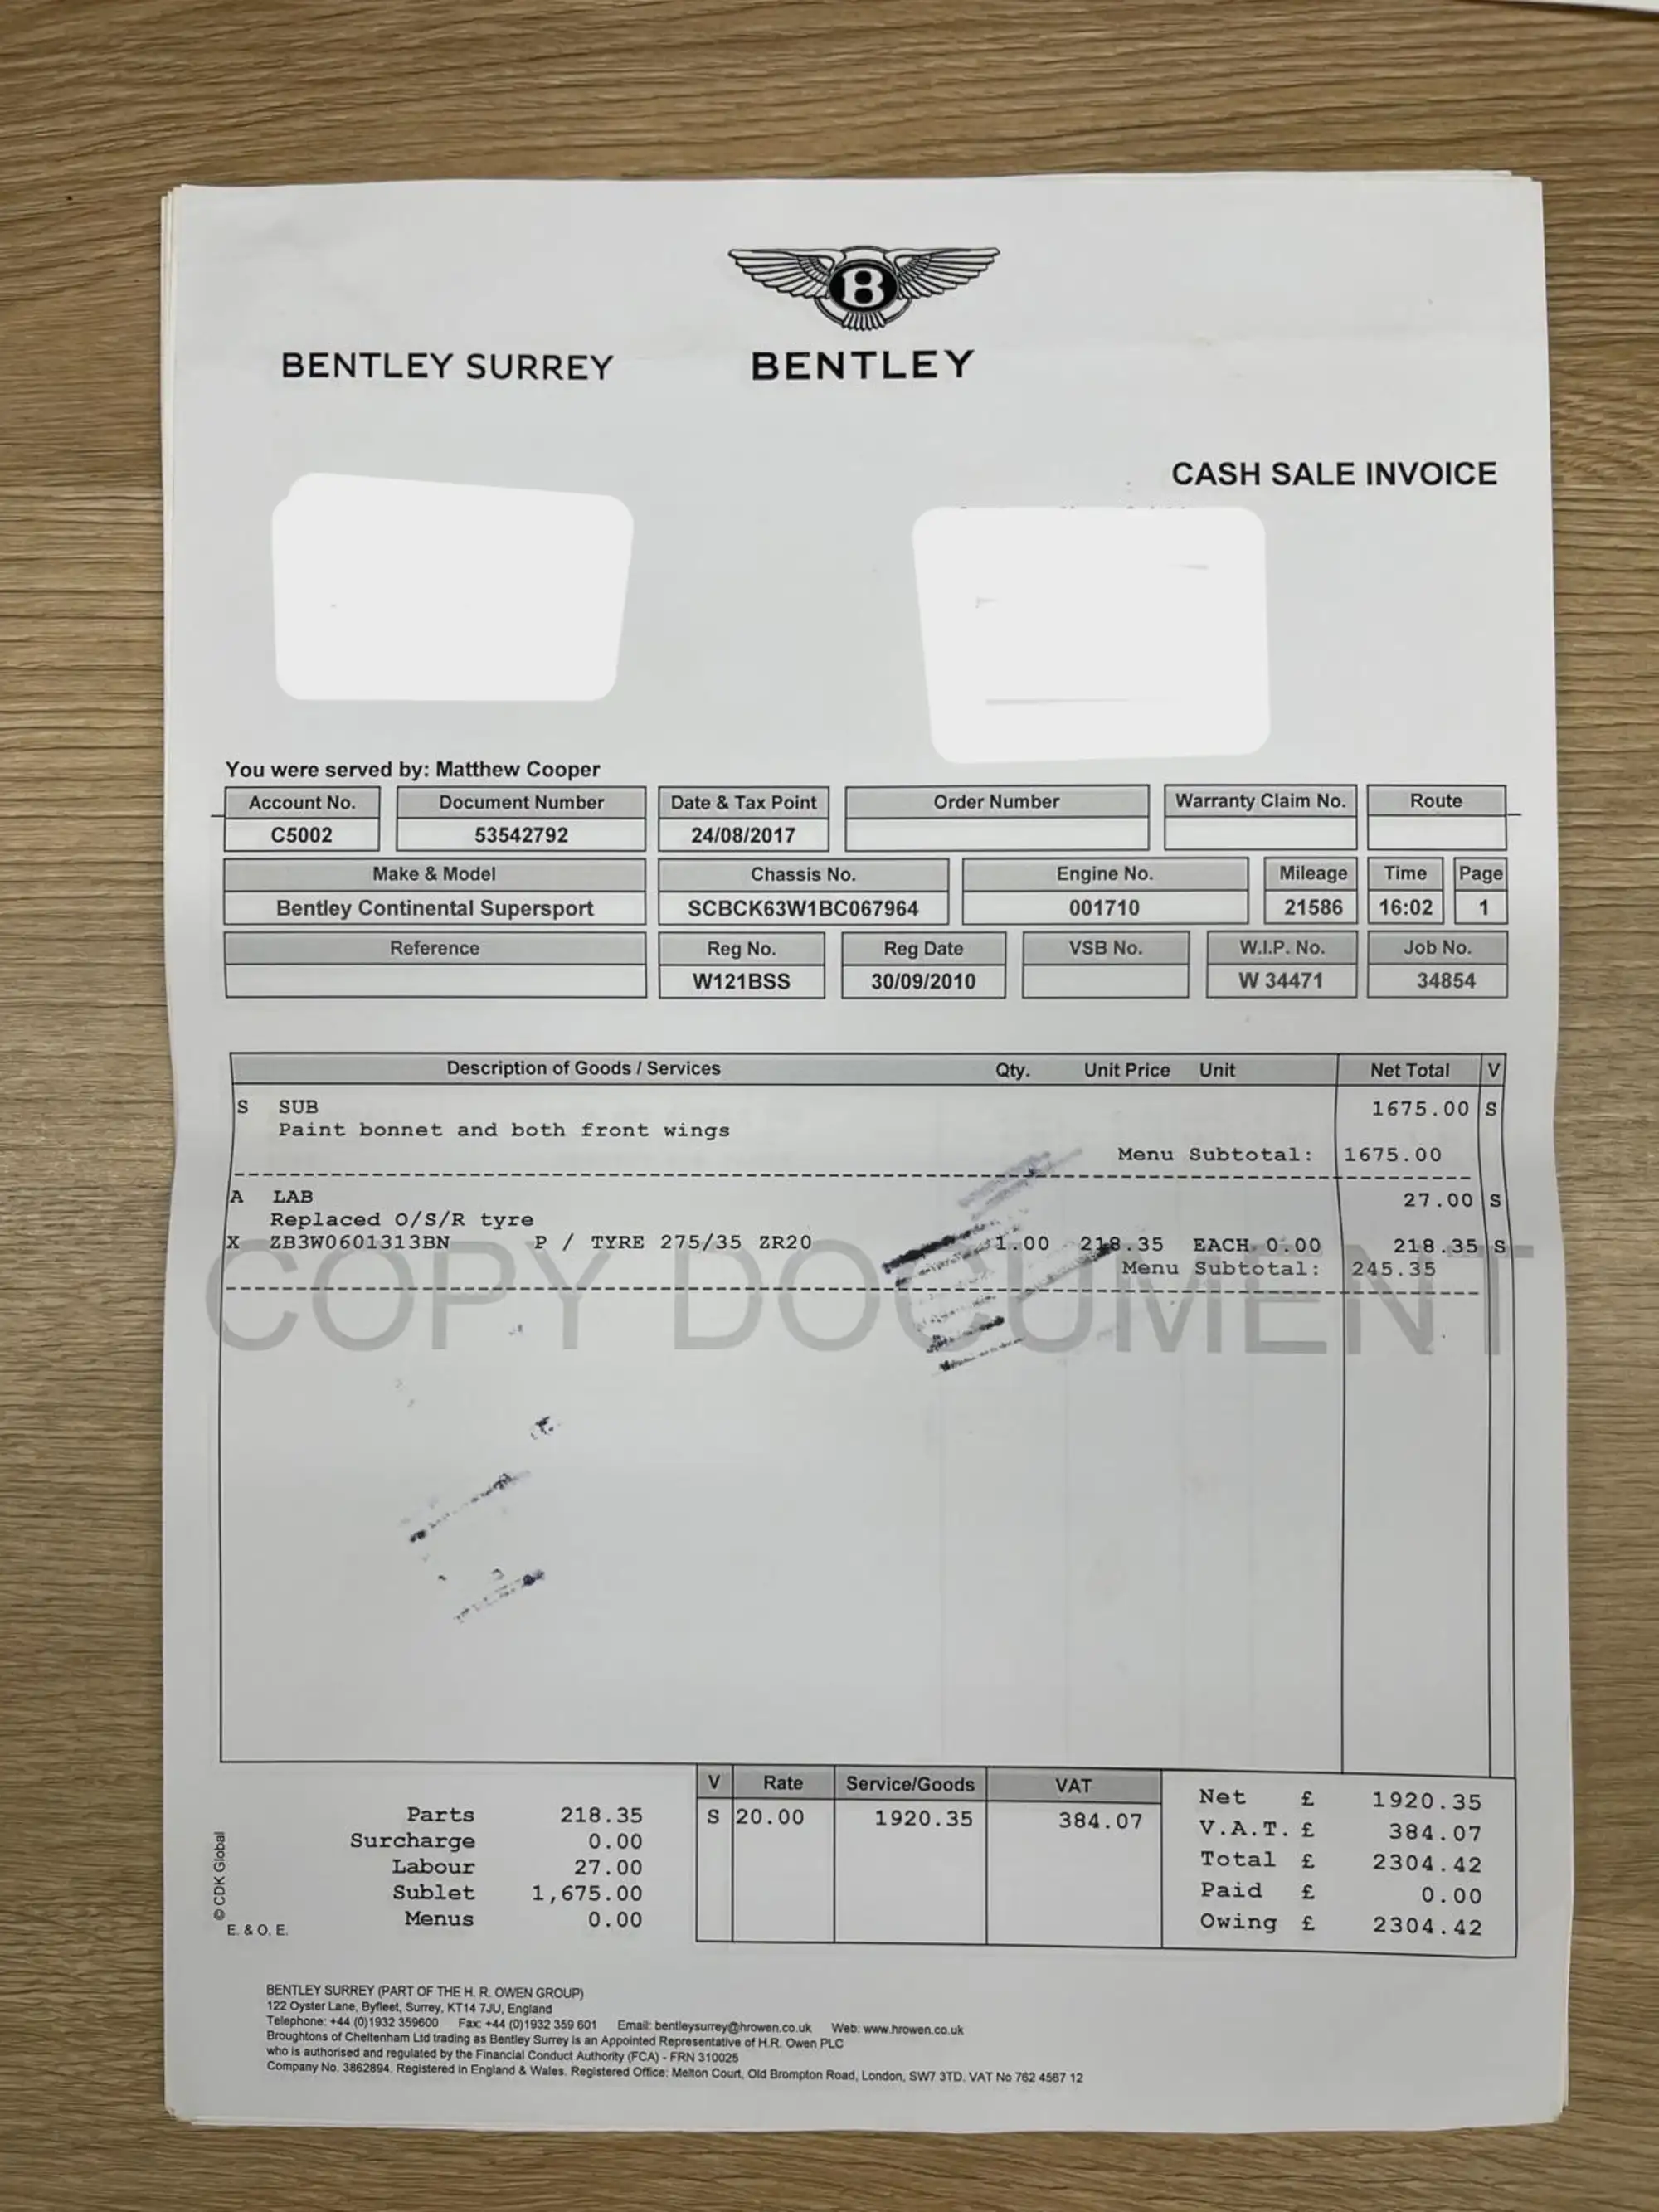 B
BENTLEY SURREY
BENTLEY
CASH SALE INVOICE
You were served by: Matthew Cooper
Account No. Document Number Date & Tax Point Order Number Warranty Claim No. Route
C5002 53542792 24/08/2017
Make & Model Chassis No. Engine No. Mileage Time Page
Bentley Continental Supersport SCBCK63W1BC067964 001710 21586 16:02 1
Reference Reg No. Reg Date VSB No. W.I.P. No. Job No.
W121BSS 30/09/2010 W 34471 34854
Description of Goods / Services Qty. Unit Price Unit Net Total V
S SUB 1675.00 S
Paint bonnet and both front wings
Menu Subtotal: 1675.00
A LAB 27.00 S
Replaced O/S/R tyre
X ZB3W0601313BN P / TYRE 275/35 ZR20 1.00 218.35 EACH 0.00 218.35 S
Menu Subtotal: 245.35
COPY DOCUMENT
V Rate Service/Goods VAT
S 20.00 1920.35 384.07
Parts 218.35
Surcharge 0.00
Labour 27.00
Sublet 1,675.00
Menus 0.00
Net £ 1920.35
V.A.T. £ 384.07
Total £ 2304.42
Paid £ 0.00
Owing £ 2304.42
© CDK Global
E. & O. E.
BENTLEY SURREY (PART OF THE H. R. OWEN GROUP)
122 Oyster Lane, Byfleet, Surrey, KT14 7JU, England
Telephone: +44 (0)1932 359600 Fax: +44 (0)1932 359 601 Email: bentleysurrey@hrowen.co.uk Web: www.hrowen.co.uk
Broughtons of Cheltenham Ltd trading as Bentley Surrey is an Appointed Representative of H.R. Owen PLC
who is authorised and regulated by the Financial Conduct Authority (FCA) - FRN 310025
Company No. 3862894. Registered in England & Wales. Registered Office: Melton Court, Old Brompton Road, London, SW7 3TD. VAT No 762 4567 12